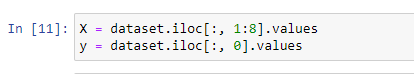 In [11]: X = dataset.iloc[:, 1:8].values
y = dataset.iloc[:, 0].values